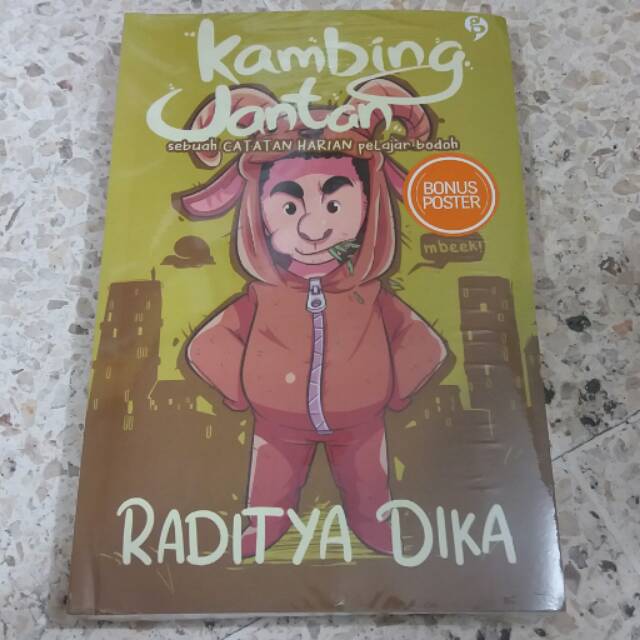 Kambing
Jantan
sebuah CATATAN HARIAN pelajar bodoh
BONUS
POSTER
mbeek!
RADITYA DIKA